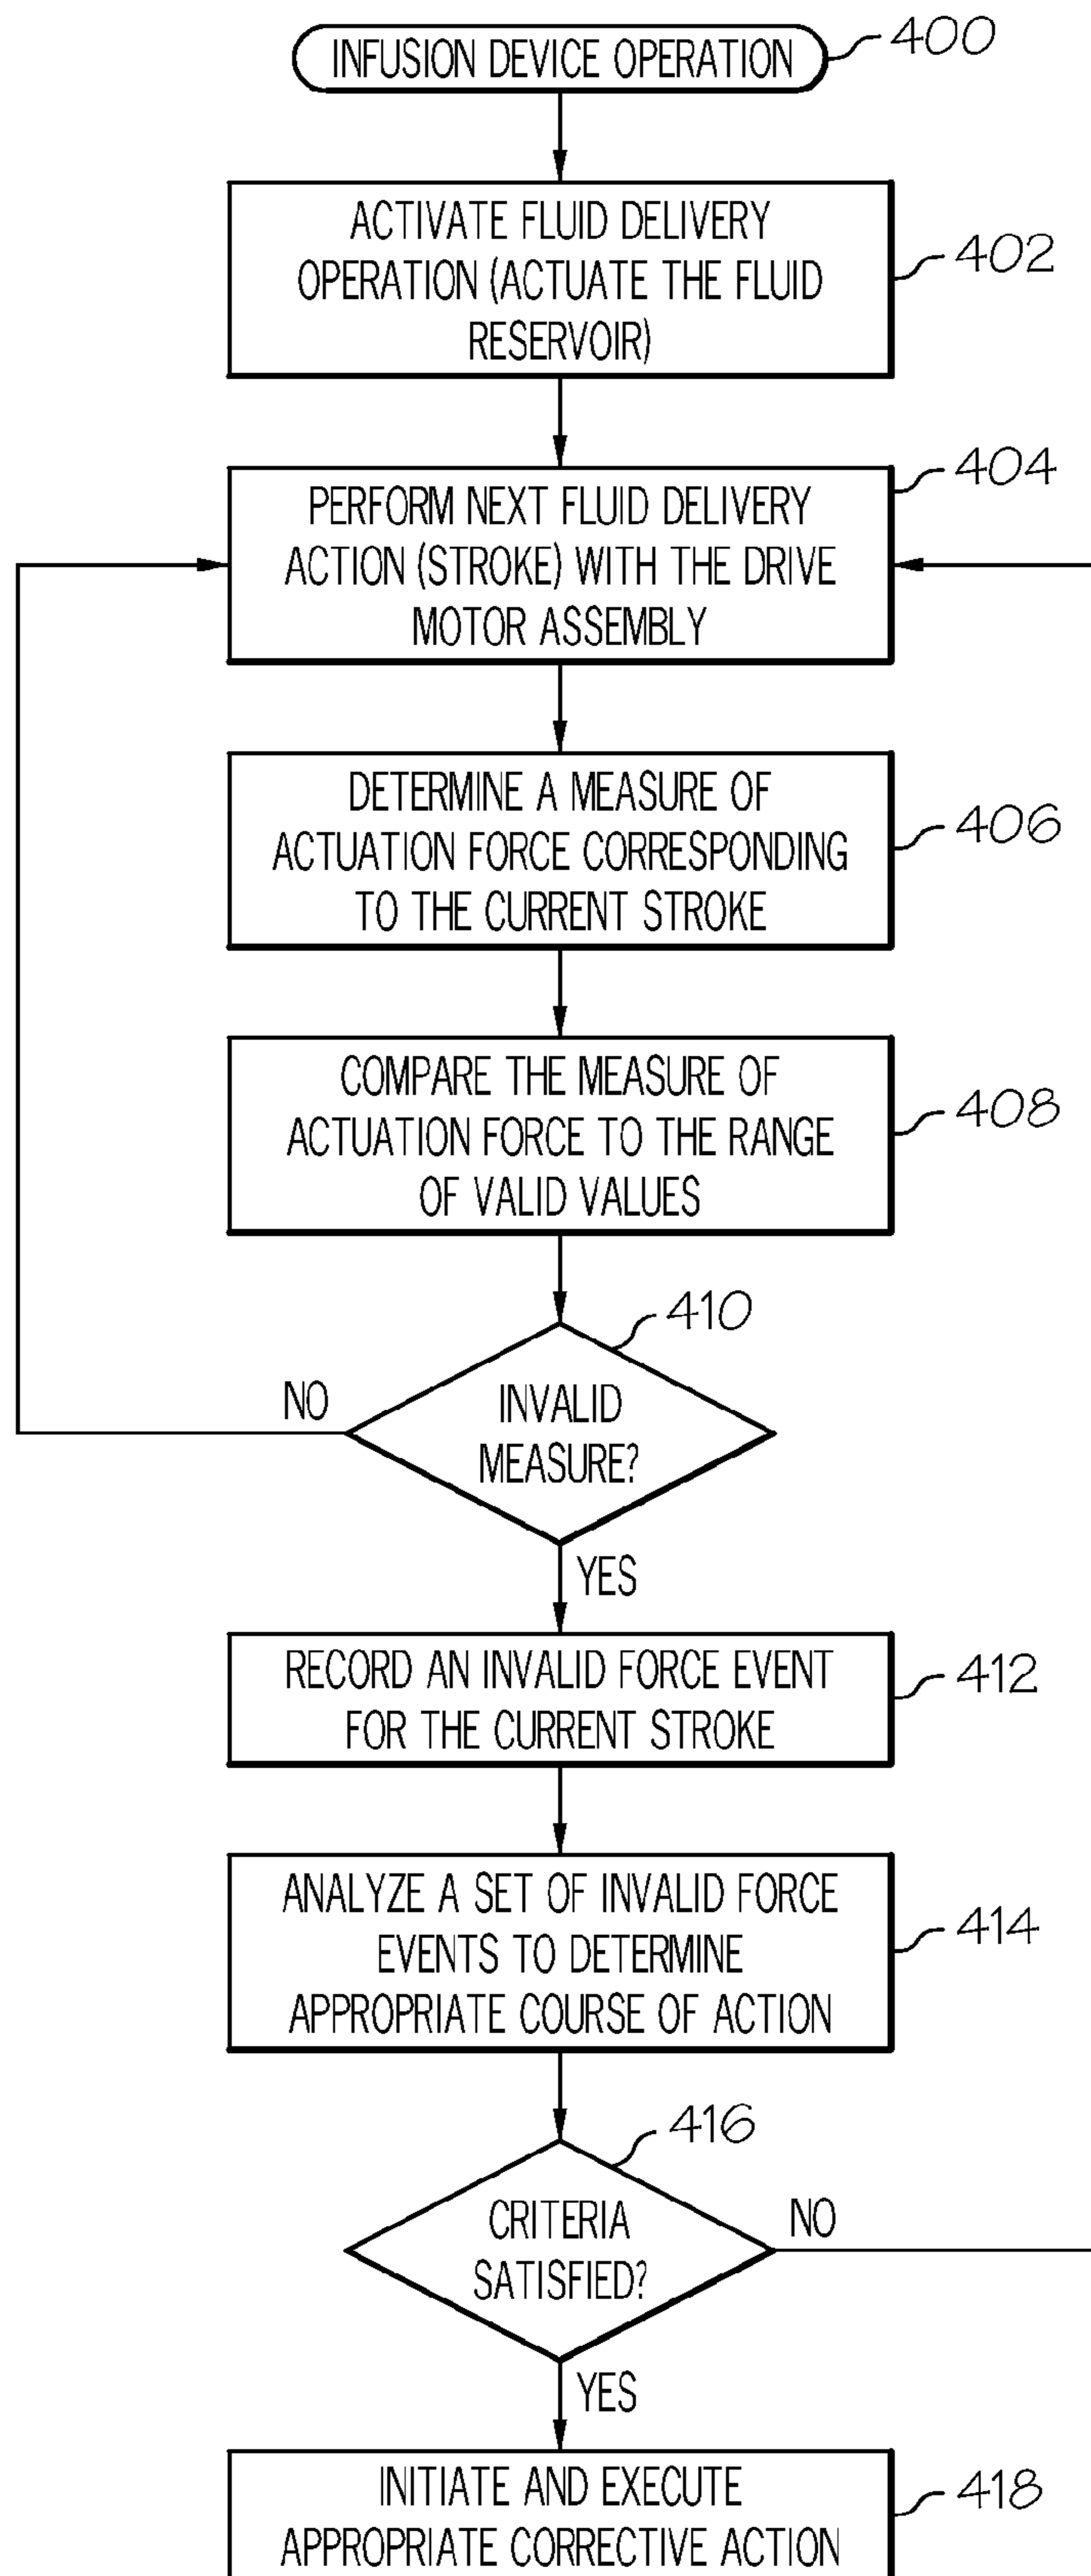 INFUSION DEVICE OPERATION
400
ACTIVATE FLUID DELIVERY
OPERATION (ACTUATE THE FLUID
RESERVOIR)
402
PERFORM NEXT FLUID DELIVERY
ACTION (STROKE) WITH THE DRIVE
MOTOR ASSEMBLY
404
DETERMINE A MEASURE OF
ACTUATION FORCE CORRESPONDING
TO THE CURRENT STROKE
406
COMPARE THE MEASURE OF
ACTUATION FORCE TO THE RANGE
OF VALID VALUES
408
410
INVALID
MEASURE?
NO
YES
RECORD AN INVALID FORCE EVENT
FOR THE CURRENT STROKE
412
ANALYZE A SET OF INVALID FORCE
EVENTS TO DETERMINE
APPROPRIATE COURSE OF ACTION
414
416
CRITERIA
SATISFIED?
NO
YES
INITIATE AND EXECUTE
APPROPRIATE CORRECTIVE ACTION
418